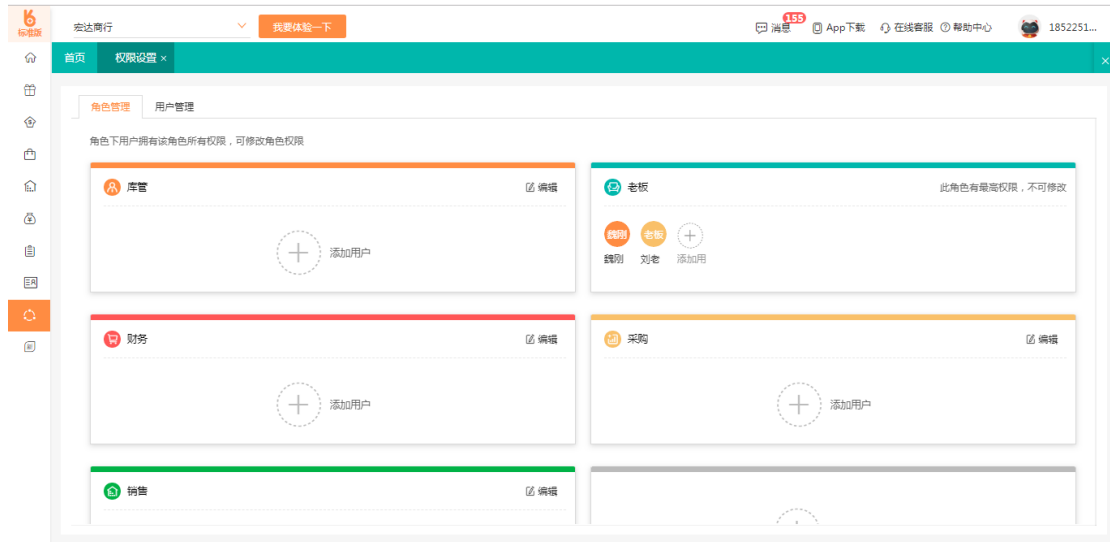 标准版
宏达商行
我要体验一下
消息 155
App下载
在线客服
帮助中心
1852251...
首页
权限设置 ×
角色管理
用户管理
角色下用户拥有该角色所有权限，可修改角色权限
库管
编辑
添加用户
老板
此角色有最高权限，不可修改
魏刚
老板
魏刚
刘老
添加用
财务
编辑
添加用户
采购
编辑
添加用户
销售
编辑